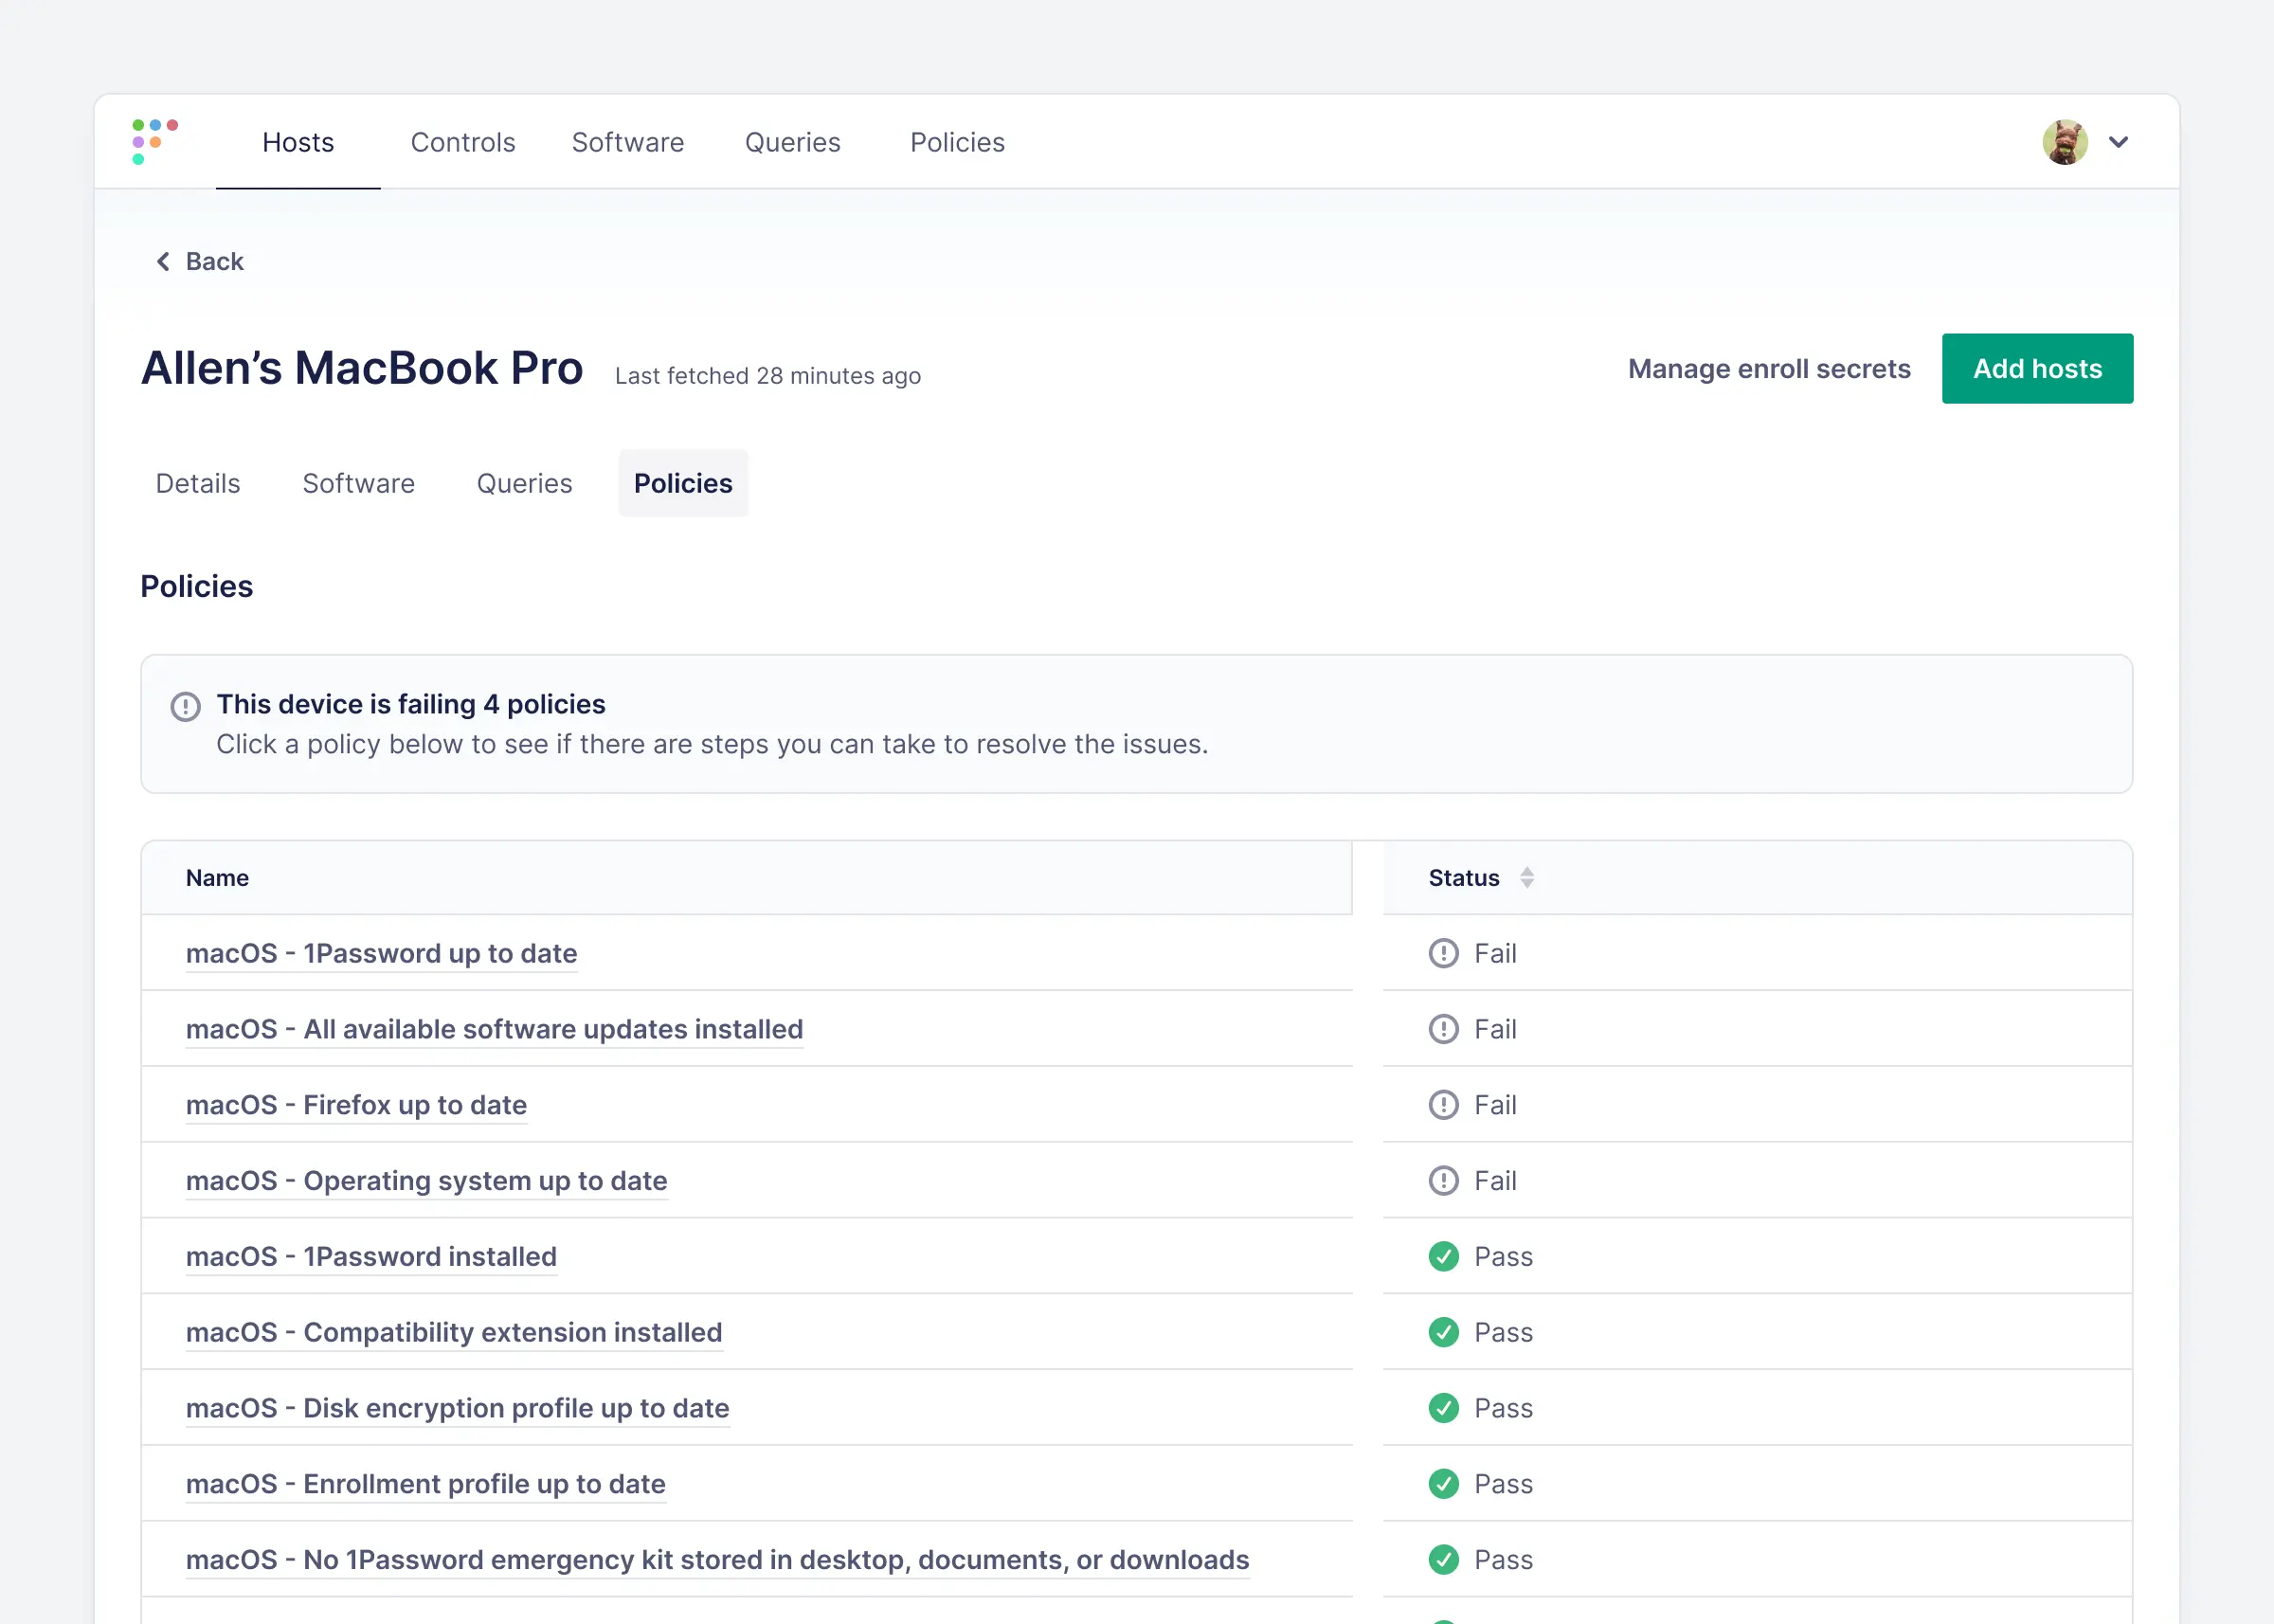 Hosts Controls Software Queries Policies
Back
Allen’s MacBook Pro Last fetched 28 minutes ago Manage enroll secrets Add hosts
Details Software Queries Policies
Policies
This device is failing 4 policies
Click a policy below to see if there are steps you can take to resolve the issues.
Name Status
macOS - 1Password up to date Fail
macOS - All available software updates installed Fail
macOS - Firefox up to date Fail
macOS - Operating system up to date Fail
macOS - 1Password installed Pass
macOS - Compatibility extension installed Pass
macOS - Disk encryption profile up to date Pass
macOS - Enrollment profile up to date Pass
macOS - No 1Password emergency kit stored in desktop, documents, or downloads Pass